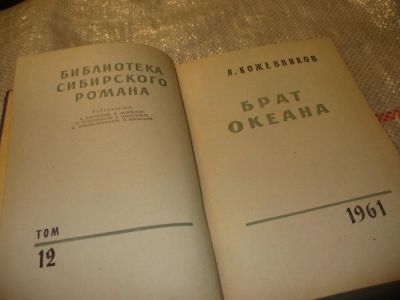 БИБЛИОТЕКА
СИБИРСКОГО
РОМАНА
ТОМ
12
А. КОЖЕВНИКОВ
БРАТ
ОКЕАНА
1961